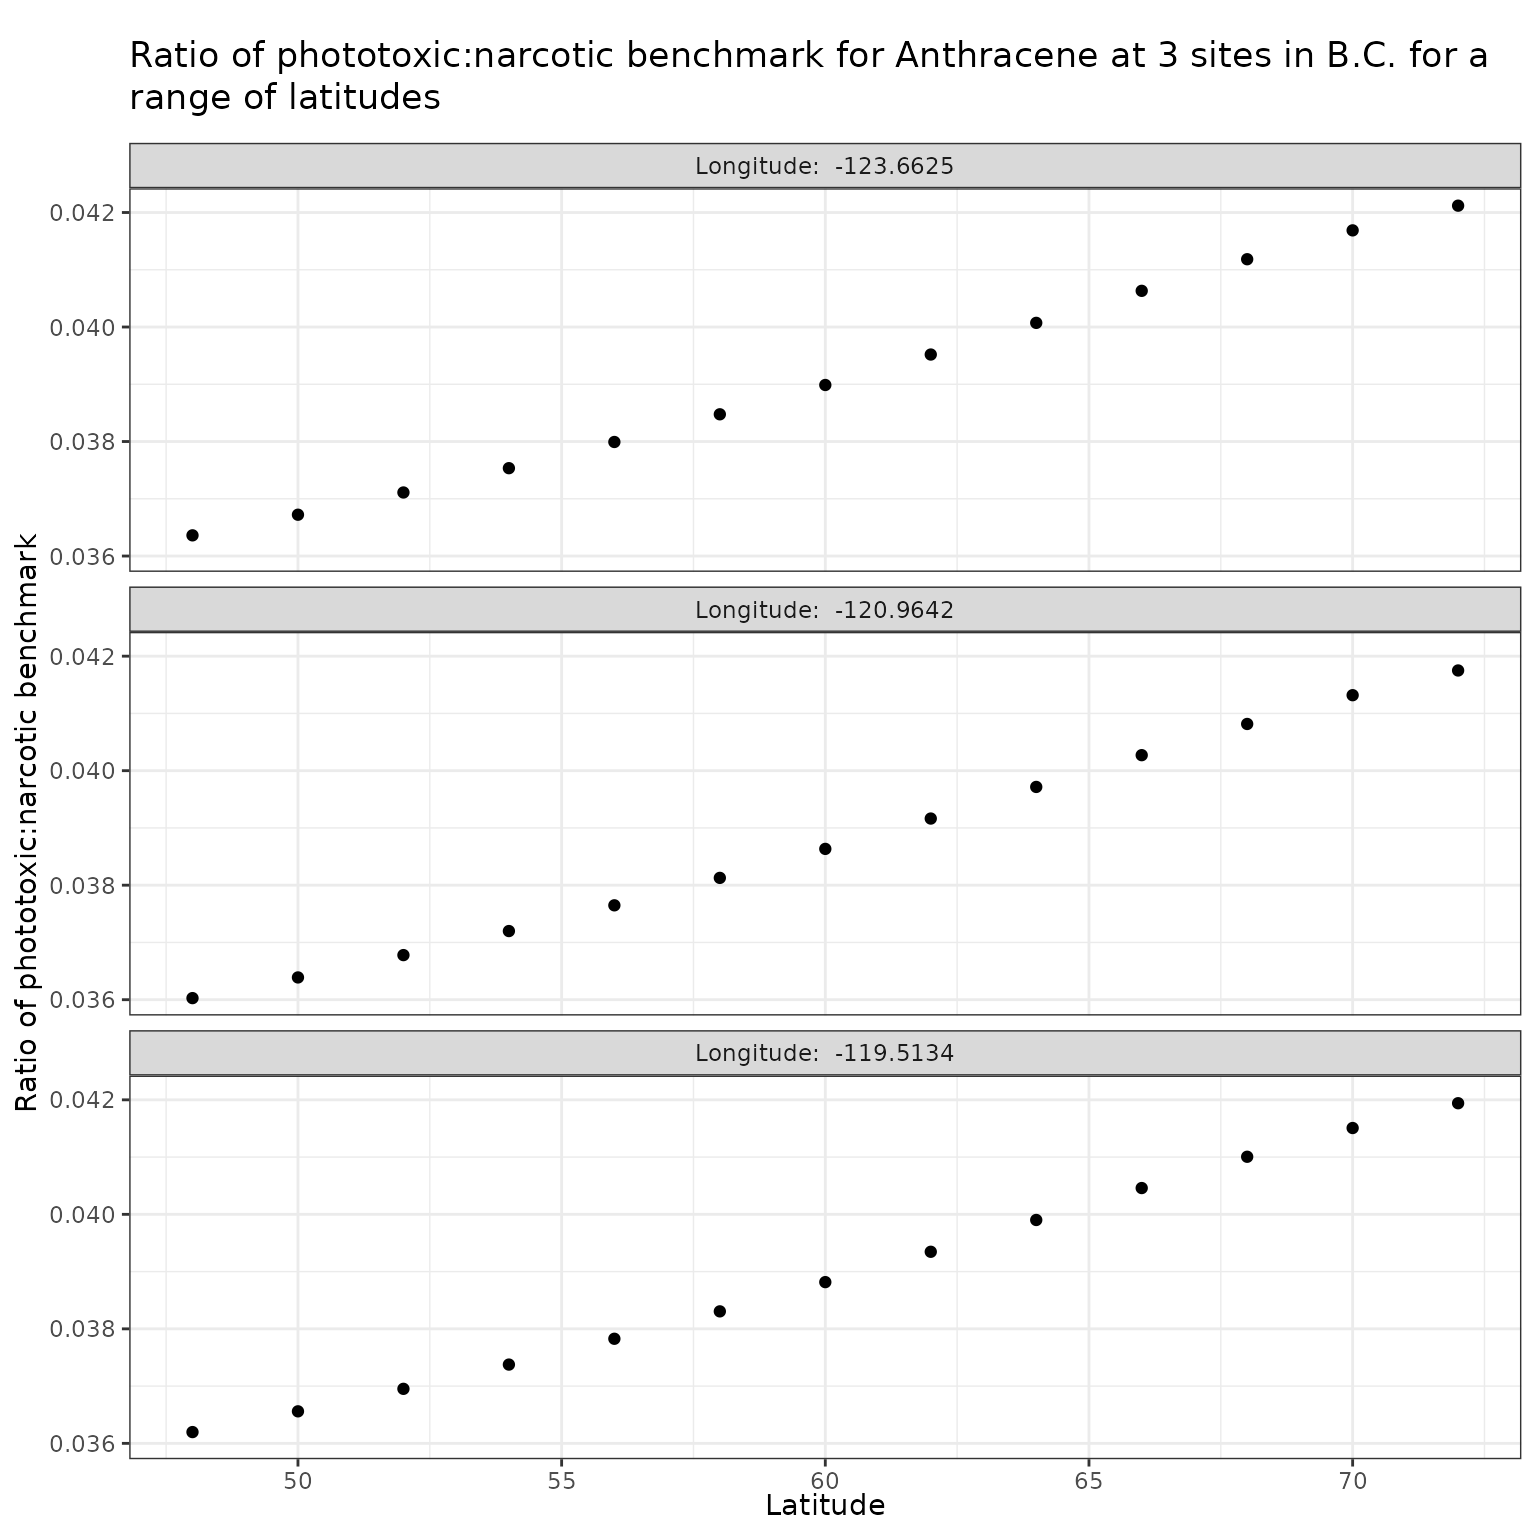 Ratio of phototoxic:narcotic benchmark for Anthracene at 3 sites in B.C. for a
range of latitudes
Ratio of phototoxic:narcotic benchmark
Longitude:  -123.6625
0.042
0.040
0.038
0.036
Longitude:  -120.9642
0.042
0.040
0.038
0.036
Longitude:  -119.5134
0.042
0.040
0.038
0.036
50 55 60 65 70
Latitude